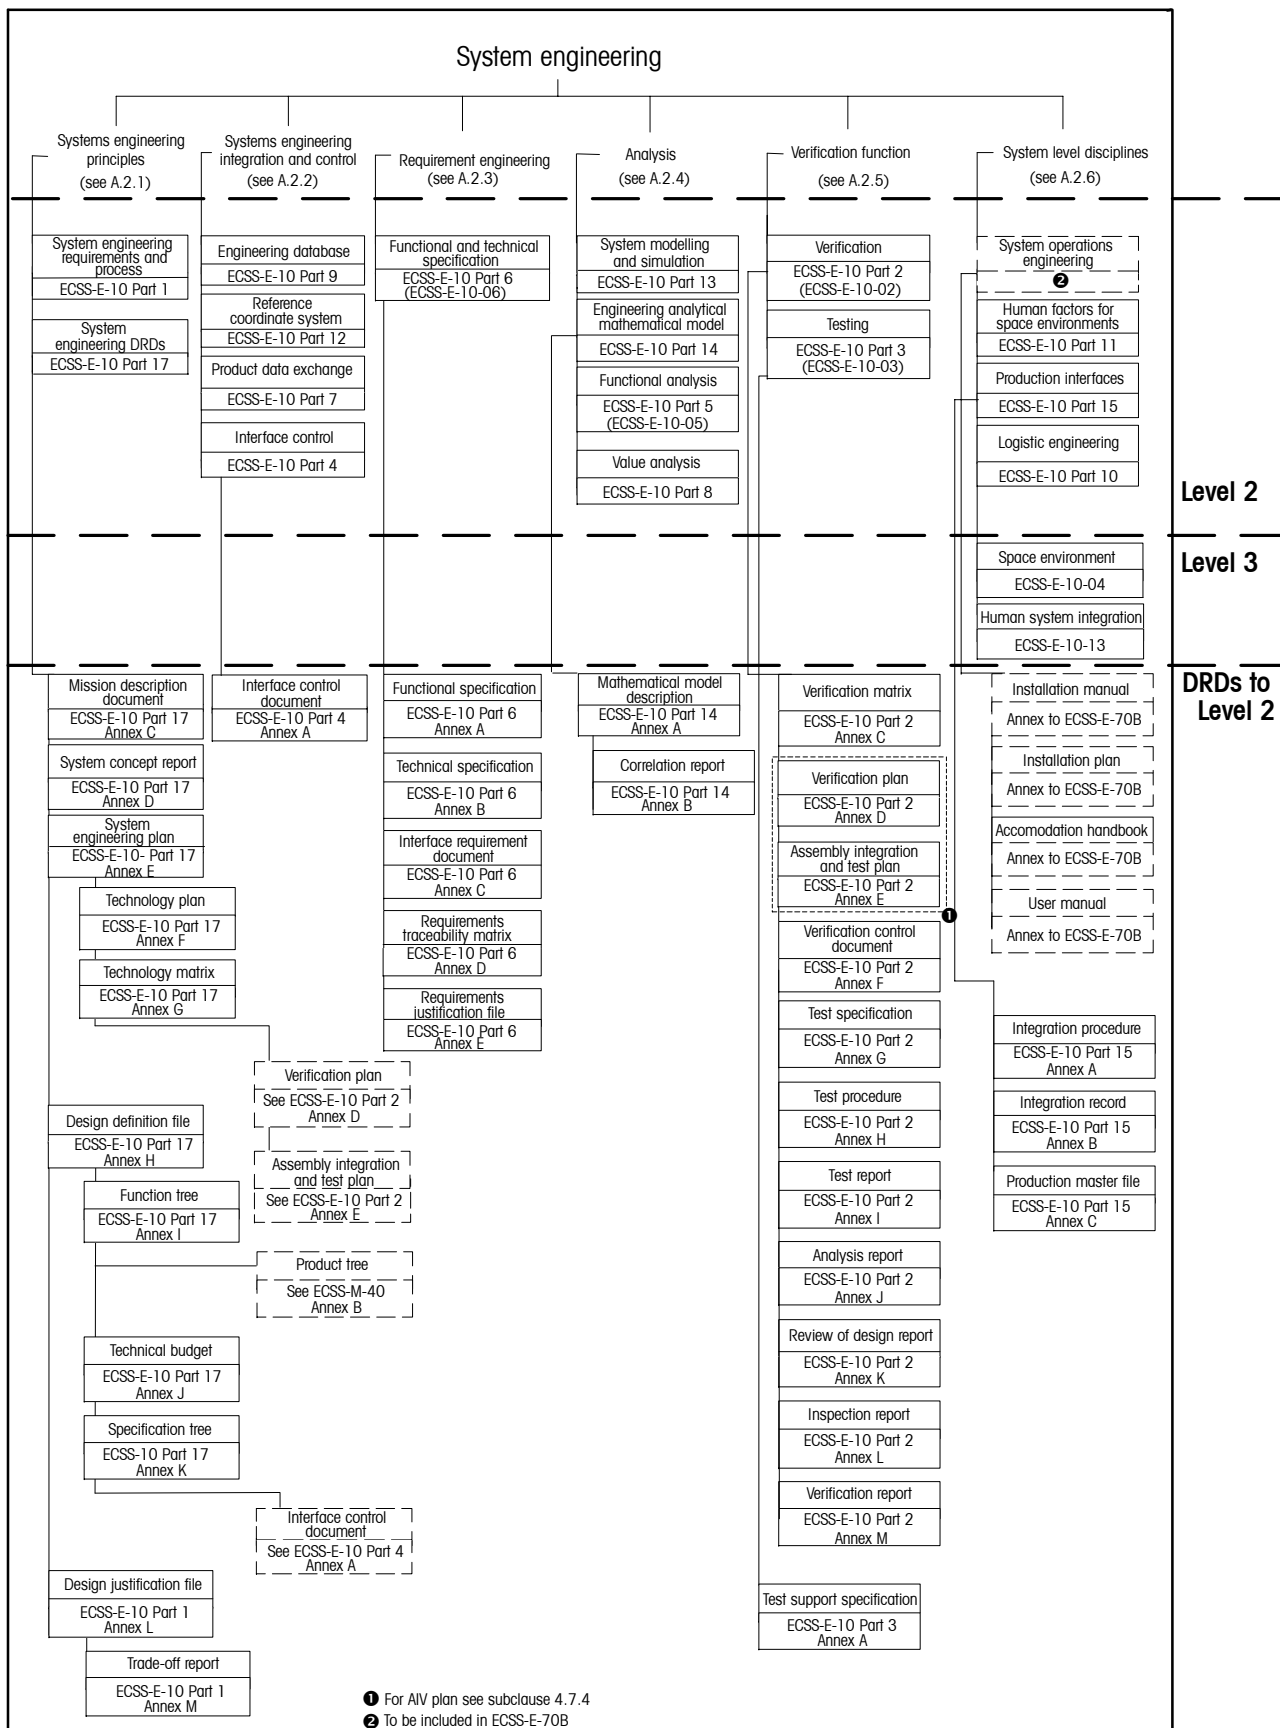 System engineering
Systems engineering
principles
(see A.2.1)
Systems engineering
integration and control
(see A.2.2)
Requirement engineering
(see A.2.3)
Analysis
(see A.2.4)
Verification function
(see A.2.5)
System level disciplines
(see A.2.6)
System engineering
requirements and
process
ECSS-E-10 Part 1
System
engineering DRDs
ECSS-E-10 Part 17
Engineering database
ECSS-E-10 Part 9
Reference
coordinate system
ECSS-E-10 Part 12
Product data exchange
ECSS-E-10 Part 7
Interface control
ECSS-E-10 Part 4
Functional and technical
specification
ECSS-E-10 Part 6
(ECSS-E-10-06)
System modelling
and simulation
ECSS-E-10 Part 13
Engineering analytical
mathematical model
ECSS-E-10 Part 14
Functional analysis
ECSS-E-10 Part 5
(ECSS-E-10-05)
Value analysis
ECSS-E-10 Part 8
Verification
ECSS-E-10 Part 2
(ECSS-E-10-02)
Testing
ECSS-E-10 Part 3
(ECSS-E-10-03)
System operations
engineering
❷
Human factors for
space environments
ECSS-E-10 Part 11
Production interfaces
ECSS-E-10 Part 15
Logistic engineering
ECSS-E-10 Part 10
Level 2
Space environment
ECSS-E-10-04
Human system integration
ECSS-E-10-13
Level 3
DRDs to
Level 2
Mission description
document
ECSS-E-10 Part 17
Annex C
System concept report
ECSS-E-10 Part 17
Annex D
System
engineering plan
ECSS-E-10- Part 17
Annex E
Technology plan
ECSS-E-10 Part 17
Annex F
Technology matrix
ECSS-E-10 Part 17
Annex G
Verification plan
See ECSS-E-10 Part 2
Annex D
Assembly integration
and test plan
See ECSS-E-10 Part 2
Annex E
Design definition file
ECSS-E-10 Part 17
Annex H
Function tree
ECSS-E-10 Part 17
Annex I
Product tree
See ECSS-M-40
Annex B
Technical budget
ECSS-E-10 Part 17
Annex J
Specification tree
ECSS-10 Part 17
Annex K
Interface control
document
See ECSS-E-10 Part 4
Annex A
Design justification file
ECSS-E-10 Part 1
Annex L
Trade-off report
ECSS-E-10 Part 1
Annex M
Interface control
document
ECSS-E-10 Part 4
Annex A
Functional specification
ECSS-E-10 Part 6
Annex A
Technical specification
ECSS-E-10 Part 6
Annex B
Interface requirement
document
ECSS-E-10 Part 6
Annex C
Requirements
traceability matrix
ECSS-E-10 Part 6
Annex D
Requirements
justification file
ECSS-E-10 Part 6
Annex E
Mathematical model
description
ECSS-E-10 Part 14
Annex A
Correlation report
ECSS-E-10 Part 14
Annex B
Verification matrix
ECSS-E-10 Part 2
Annex C
Verification plan
ECSS-E-10 Part 2
Annex D
Assembly integration
and test plan
ECSS-E-10 Part 2
Annex E
❶
Verification control
document
ECSS-E-10 Part 2
Annex F
Test specification
ECSS-E-10 Part 2
Annex G
Test procedure
ECSS-E-10 Part 2
Annex H
Test report
ECSS-E-10 Part 2
Annex I
Analysis report
ECSS-E-10 Part 2
Annex J
Review of design report
ECSS-E-10 Part 2
Annex K
Inspection report
ECSS-E-10 Part 2
Annex L
Verification report
ECSS-E-10 Part 2
Annex M
Test support specification
ECSS-E-10 Part 3
Annex A
Installation manual
Annex to ECSS-E-70B
Installation plan
Annex to ECSS-E-70B
Accomodation handbook
Annex to ECSS-E-70B
User manual
Annex to ECSS-E-70B
Integration procedure
ECSS-E-10 Part 15
Annex A
Integration record
ECSS-E-10 Part 15
Annex B
Production master file
ECSS-E-10 Part 15
Annex C
❶ For AIV plan see subclause 4.7.4
❷ To be included in ECSS-E-70B